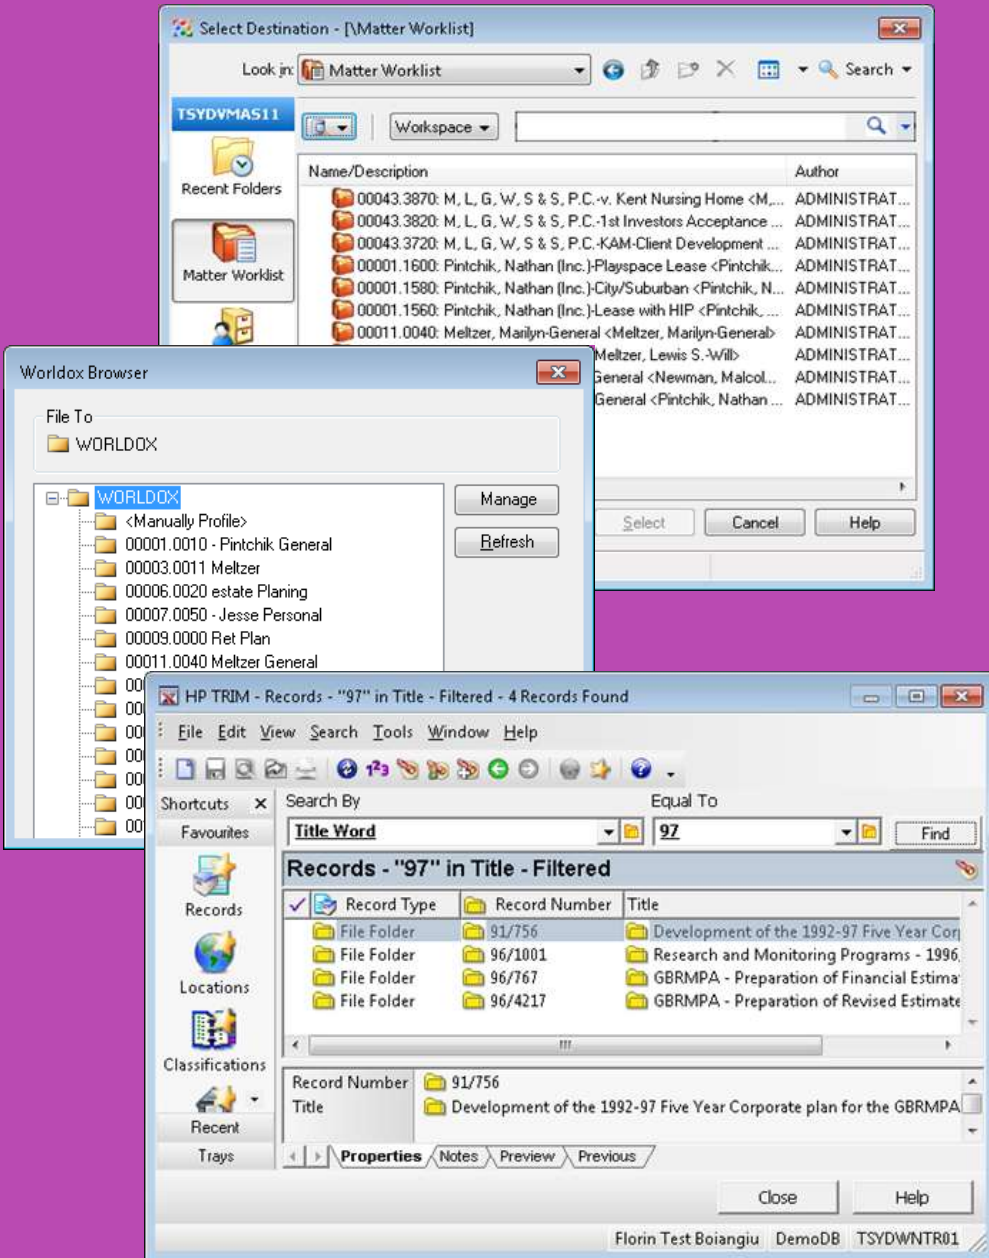 Select Destination - [\Matter Worklist]
Look in: Matter Worklist Search
TSYDVMAS11
Workspace
Recent Folders
Matter Worklist
Name/Description Author
00043.3870: M, L, G, W, S & S, P.C.-v. Kent Nursing Home <M,... ADMINISTRAT...
00043.3820: M, L, G, W, S & S, P.C.-1st Investors Acceptance ... ADMINISTRAT...
00043.3720: M, L, G, W, S & S, P.C.-KAM-Client Development ... ADMINISTRAT...
00001.1600: Pintchik, Nathan (Inc.)-Playspace Lease <Pintchik... ADMINISTRAT...
00001.1580: Pintchik, Nathan (Inc.)-City/Suburban <Pintchik, N... ADMINISTRAT...
00001.1560: Pintchik, Nathan (Inc.)-Lease with HIP <Pintchik, ... ADMINISTRAT...
00011.0040: Meltzer, Marilyn-General <Meltzer, Marilyn-General> ADMINISTRAT...
Meltzer, Lewis S.-Will> ADMINISTRAT...
General <Newman, Malcol... ADMINISTRAT...
General <Pintchik, Nathan ... ADMINISTRAT...
Select Cancel Help
Worldox Browser
File To
WORLDOX
WORLDOX
<Manually Profile>
00001.0010 - Pintchik General
00003.0011 Meltzer
00006.0020 estate Planing
00007.0050 - Jesse Personal
00009.0000 Ret Plan
00011.0040 Meltzer General
00
00
00
00
00
00
00
Manage
Refresh
HP TRIM - Records - "97" in Title - Filtered - 4 Records Found
File Edit View Search Tools Window Help
Shortcuts x
Favourites
Records
Locations
Classifications
Recent
Trays
Search By Equal To
Title Word 97 Find
Records - "97" in Title - Filtered
Record Type Record Number Title
File Folder 91/756 Development of the 1992-97 Five Year Corp
File Folder 96/1001 Research and Monitoring Programs - 1996,
File Folder 96/767 GBRMPA - Preparation of Financial Estima
File Folder 96/4217 GBRMPA - Preparation of Revised Estimate
Record Number 91/756
Title Development of the 1992-97 Five Year Corporate plan for the GBRMPA
Properties Notes Preview Previous
Close Help
Florin Test Boiangiu DemoDB TSYDWNTR01